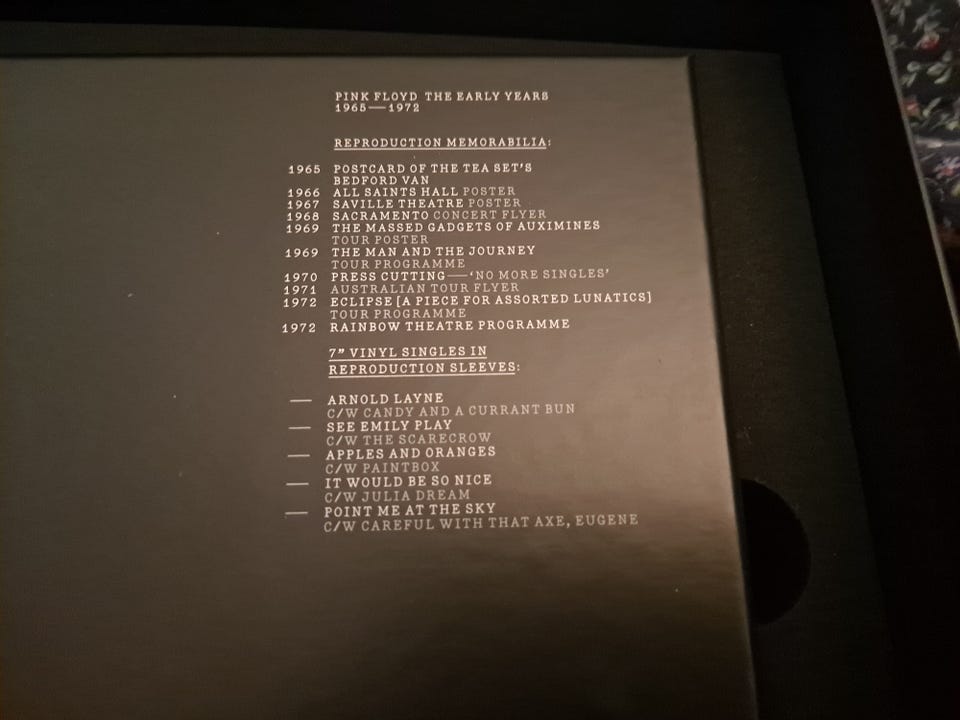 PINK FLOYD THE EARLY YEARS
1965—1972
REPRODUCTION MEMORABILIA:
1965 POSTCARD OF THE TEA SET'S
BEDFORD VAN
1966 ALL SAINTS HALL POSTER
1967 SAVILLE THEATRE POSTER
1968 SACRAMENTO CONCERT FLYER
1969 THE MASSED GADGETS OF AUXIMINES
TOUR POSTER
1969 THE MAN AND THE JOURNEY
TOUR PROGRAMME
1970 PRESS CUTTING—'NO MORE SINGLES'
1971 AUSTRALIAN TOUR FLYER
1972 ECLIPSE [A PIECE FOR ASSORTED LUNATICS]
TOUR PROGRAMME
1972 RAINBOW THEATRE PROGRAMME
7" VINYL SINGLES IN
REPRODUCTION SLEEVES:
— ARNOLD LAYNE
C/W CANDY AND A CURRANT BUN
— SEE EMILY PLAY
C/W THE SCARECROW
— APPLES AND ORANGES
C/W PAINTBOX
— IT WOULD BE SO NICE
C/W JULIA DREAM
— POINT ME AT THE SKY
C/W CAREFUL WITH THAT AXE, EUGENE